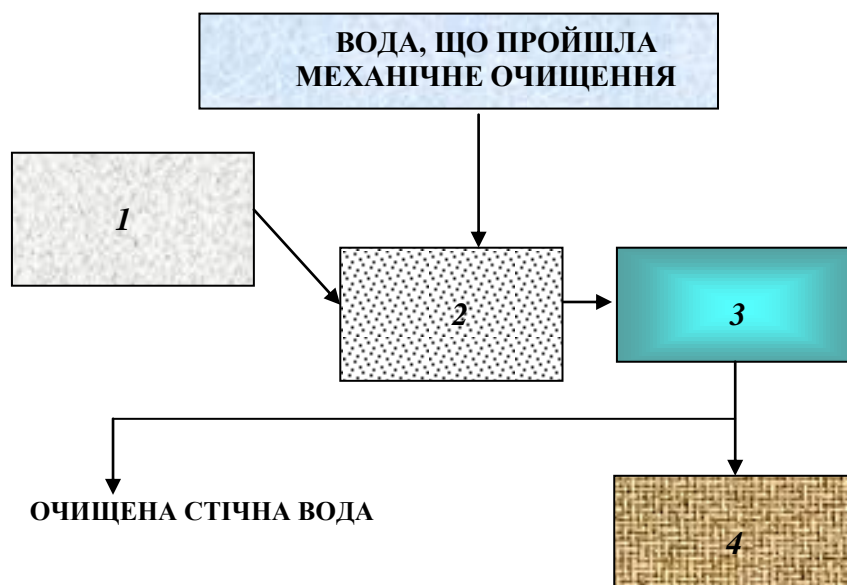 ВОДА, ЩО ПРОЙШЛА
МЕХАНІЧНЕ ОЧИЩЕННЯ
1
2
3
ОЧИЩЕНА СТІЧНА ВОДА
4